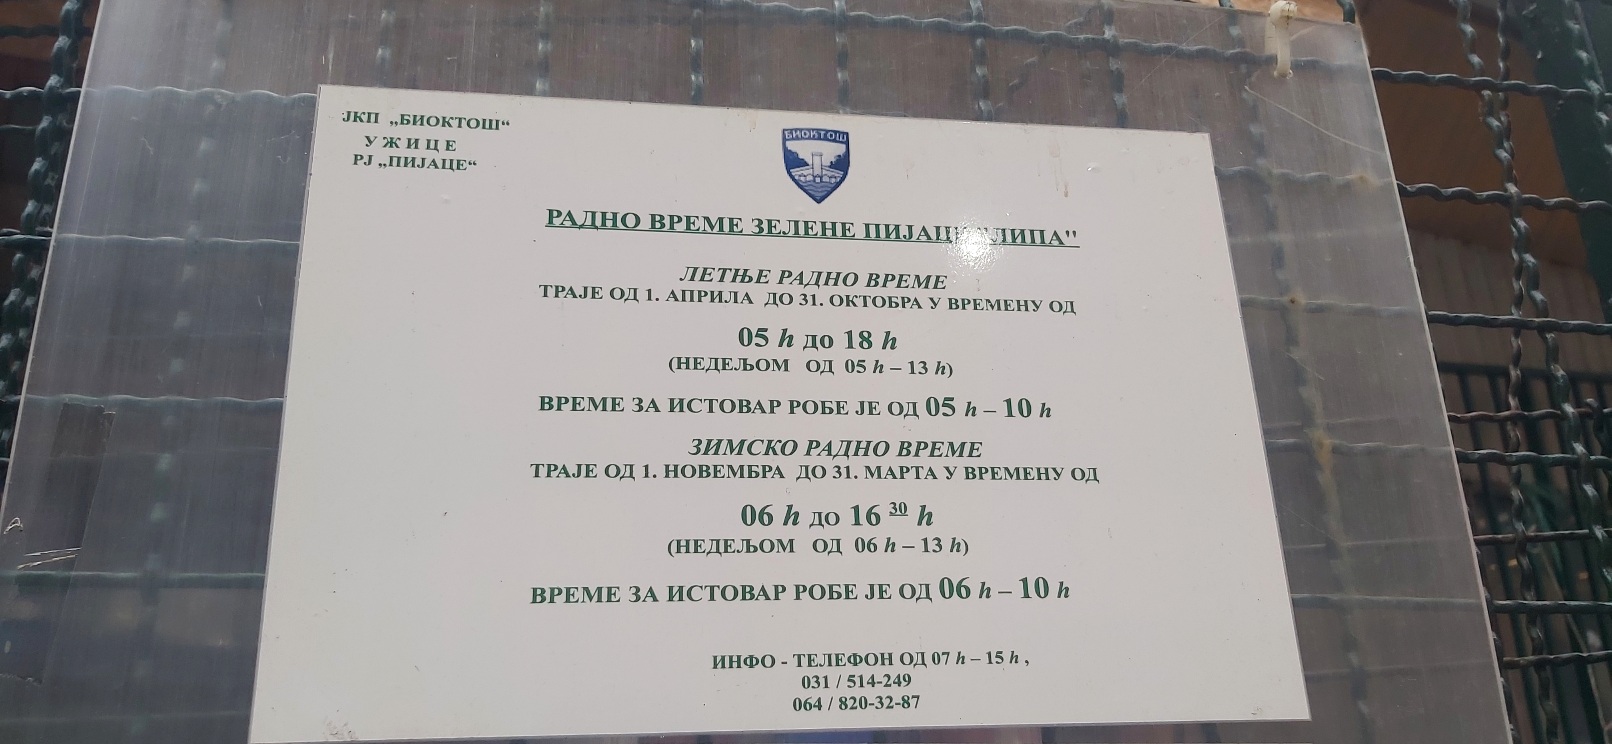 ЈКП „БИОКТОШ“
УЖИЦЕ
РЈ „ПИЈАЦЕ“
БИОКТОШ
РАДНО ВРЕМЕ ЗЕЛЕНЕ ПИЈАЦЕ "ЛИПА"
ЛЕТЊЕ РАДНО ВРЕМЕ
ТРАЈЕ ОД 1. АПРИЛА ДО 31. ОКТОБРА У ВРЕМЕНУ ОД
05 h до 18 h
(НЕДЕЉОМ ОД 05 h – 13 h)
ВРЕМЕ ЗА ИСТОВАР РОБЕ ЈЕ ОД 05 h – 10 h
ЗИМСКО РАДНО ВРЕМЕ
ТРАЈЕ ОД 1. НОВЕМБРА ДО 31. МАРТА У ВРЕМЕНУ ОД
06 h ДО 16 30 h
(НЕДЕЉОМ ОД 06 h – 13 h)
ВРЕМЕ ЗА ИСТОВАР РОБЕ ЈЕ ОД 06 h – 10 h
ИНФО - ТЕЛЕФОН ОД 07 h – 15 h ,
031 / 514-249
064 / 820-32-87